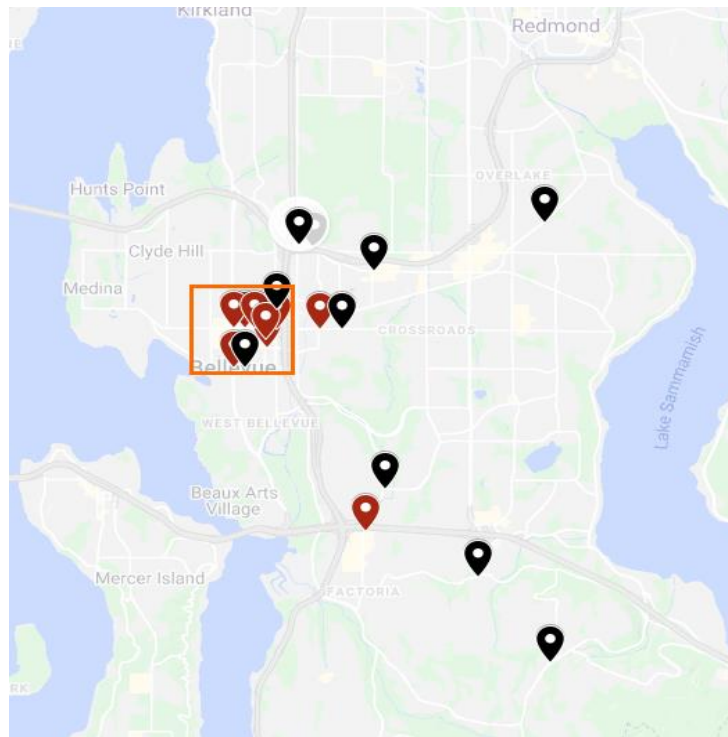 Kirkland
Redmond
OVERLAKE
Hunts Point
Clyde Hill
Medina
CROSSROADS
Bellevue
WEST BELLEVUE
Lake Sammamish
Beaux Arts
Village
Mercer Island
FACTORIA